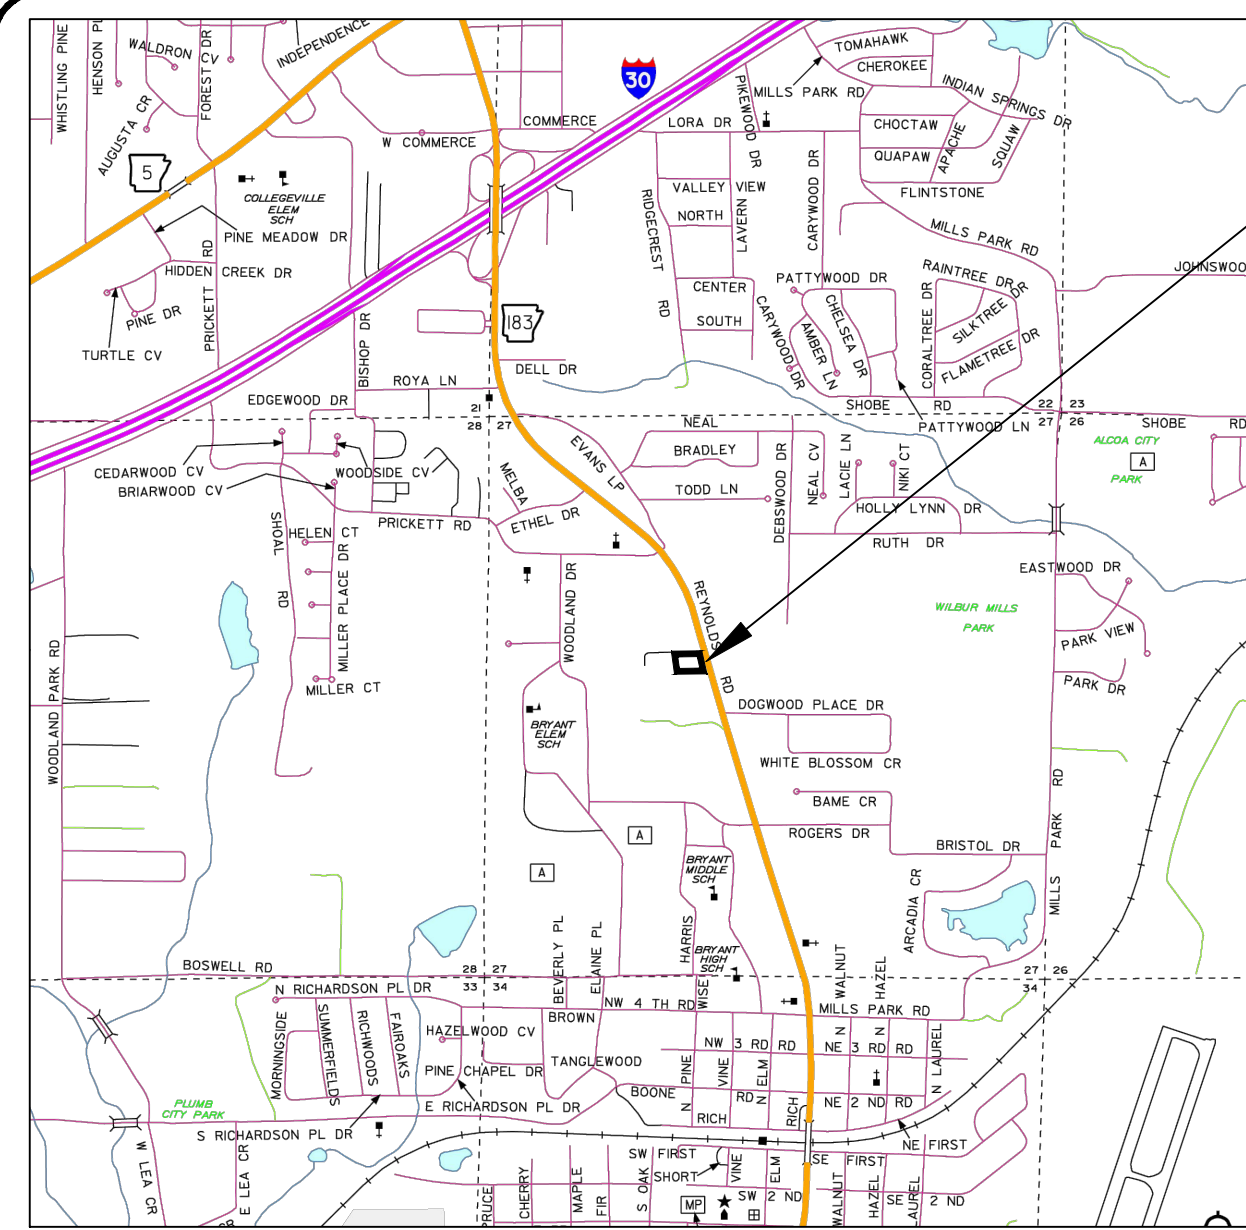 WHISTLING PINE
HENSON PL
WALDRON CV
FOREST DR
INDEPENDENCE
AUGUSTA CR
5
COLLEGEVILLE
ELEM
SCH
PINE MEADOW DR
HIDDEN CREEK DR
PINE DR
TURTLE CV
PRICKETT RD
BISHOP DR
W COMMERCE
COMMERCE
30
183
DELL DR
ROYA LN
EDGEWOOD DR
TOMAHAWK
CHEROKEE
MILLS PARK RD
INDIAN SPRINGS DR
PIKEWOOD DR
LORA DR
CHOCTAW
QUAPAW
APACHE
SQUAW
FLINTSTONE
VALLEY VIEW
NORTH
LAVERN DR
CARYWOOD DR
RIDGECREST RD
MILLS PARK RD
CENTER
SOUTH
PATTYWOOD DR
CARYWOOD DR
AMBER LN
CHELSEA DR
RAINTREE DR
CORALTREE DR
SILKTREE DR
FLAMETREE DR
JOHNSWOO
SHOBE RD
PATTYWOOD LN
22 23
27 26
SHOBE RD
21
28 27
ALCOA CITY
A
PARK
CEDARWOOD CV
BRIARWOOD CV
WOODSIDE CV
MELBA
EVANS LP
NEAL
BRADLEY
TODD LN
ETHEL DR
PRICKETT RD
DEBSWOOD DR
NEAL CV
LACIE LN
NIKI CT
HOLLY LYNN DR
RUTH DR
SHOAL RD
HELEN CT
MILLER PLACE DR
MILLER CT
WOODLAND DR
REYNOLDS RD
EASTWOOD DR
WILBUR MILLS
PARK
PARK VIEW
PARK DR
WOODLAND PARK RD
BRYANT
ELEM
SCH
DOGWOOD PLACE DR
WHITE BLOSSOM CR
BAME CR
ROGERS DR
BRISTOL DR
MILLS PARK RD
A
A
BRYANT
MIDDLE
SCH
ARCADIA CR
HARRIS
BRYANT
HIGH
SCH
BEVERLY PL
ELAINE PL
WISE
WALNUT
HAZEL
27 26
34
BOSWELL RD
28 27
33 34
N RICHARDSON PL DR
NW 4 TH RD
BROWN
MILLS PARK RD
MORNINGSIDE
SUMMERFIELDS
RICHWOODS
FAIROAKS
HAZELWOOD CV
PINE CHAPEL DR
TANGLEWOOD
NW 3 RD RD
NE 3 RD RD
N
N
N LAUREL
N PINE
VINE
N ELM
BOONE
RD
NE 2 ND RD
RICH
RICH
PLUMB
CITY PARK
E RICHARDSON PL DR
S RICHARDSON PL DR
W LEA CR
E LEA CR
CR
SW FIRST
SHORT
VINE
ELM
SE FIRST
NE FIRST
SPRUCE
CHERRY
MAPLE
FIR
S OAK
MP
SW 2 ND
WALNUT
HAZEL
SE 2 ND
LAUREL